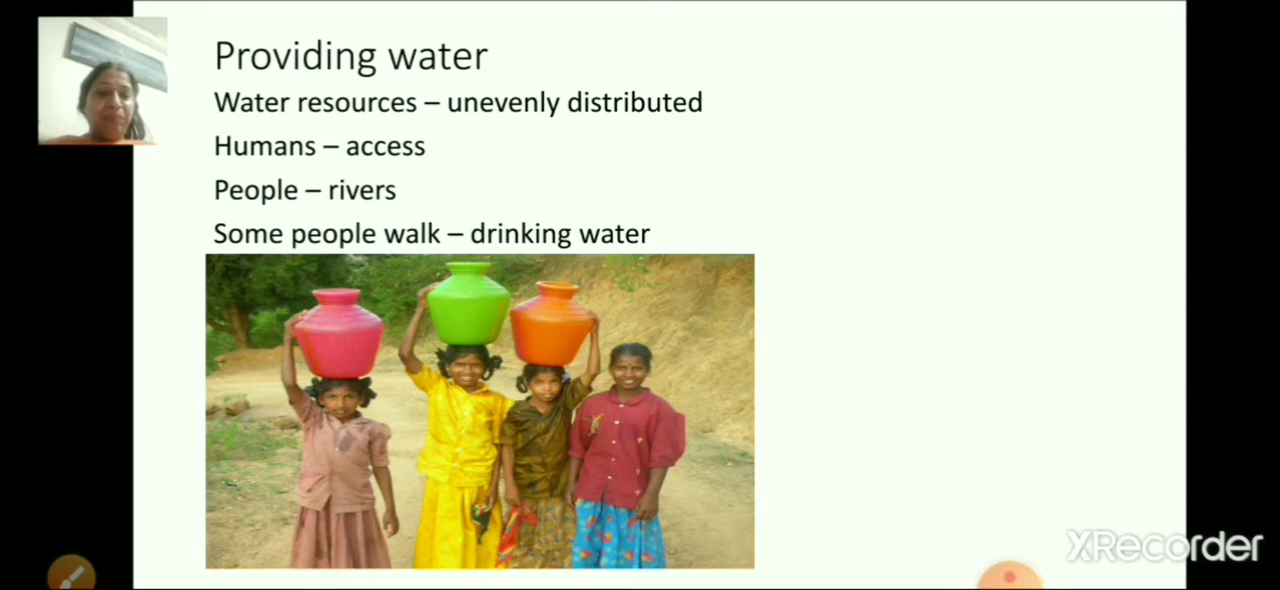 Providing water
Water resources – unevenly distributed
Humans – access
People – rivers
Some people walk – drinking water
XRecorder